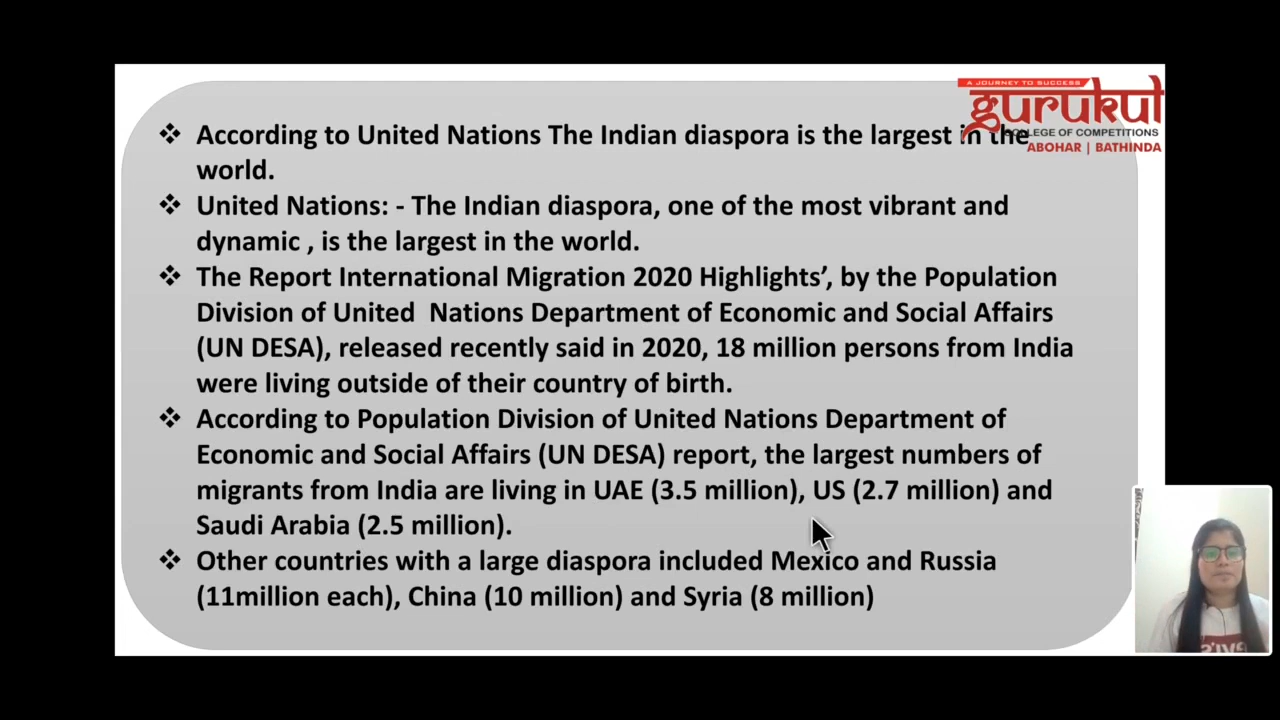 A JOURNEY TO SUCCESS
gurukul
COLLEGE OF COMPETITIONS
ABOHAR | BATHINDA
❖ According to United Nations The Indian diaspora is the largest in the
world.
❖ United Nations: - The Indian diaspora, one of the most vibrant and
dynamic , is the largest in the world.
❖ The Report International Migration 2020 Highlights’, by the Population
Division of United  Nations Department of Economic and Social Affairs
(UN DESA), released recently said in 2020, 18 million persons from India
were living outside of their country of birth.
❖ According to Population Division of United Nations Department of
Economic and Social Affairs (UN DESA) report, the largest numbers of
migrants from India are living in UAE (3.5 million), US (2.7 million) and
Saudi Arabia (2.5 million).
❖ Other countries with a large diaspora included Mexico and Russia
(11million each), China (10 million) and Syria (8 million)